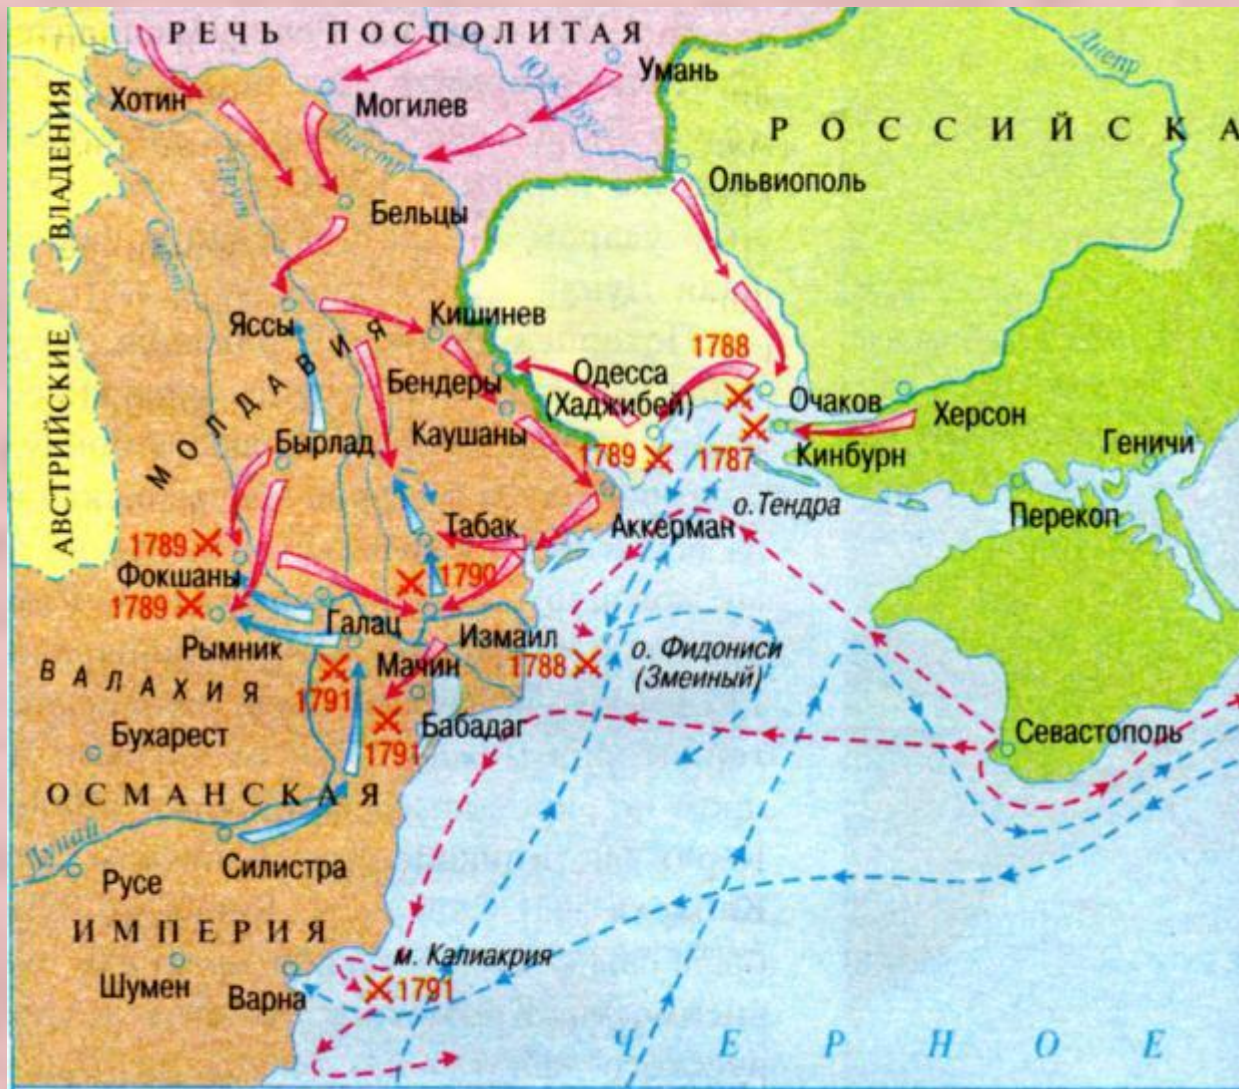 РЕЧЬ ПОСПОЛИТАЯ
Умань
Днепр
Хотин
Могилев
Юж. Буг
Днестр
РОССИЙСКА
Прут
Ольвиополь
Бельцы
АВСТРИЙСКИЕ ВЛАДЕНИЯ
Сирет
Яссы
Кишинев
МОЛДАВИЯ
1788
Бендеры
Одесса
(Хаджибей)
Очаков
Херсон
Бырлад
Каушаны
1789
1787
Кинбурн
Геничи
Табак
Аккерман
о.Тендра
Перекоп
1789
Фокшаны
1790
1789
Галац
Измаил
Рымник
1788
о. Фидониси
(Змеиный)
ВАЛАХИЯ
Мачин
1791
Бухарест
Бабадаг
1791
Севастополь
ОСМАНСКАЯ
Дунай
Силистра
Русе
ИМПЕРИЯ
м. Калиакрия
Шумен
Варна
1791
ЧЕРНОЕ